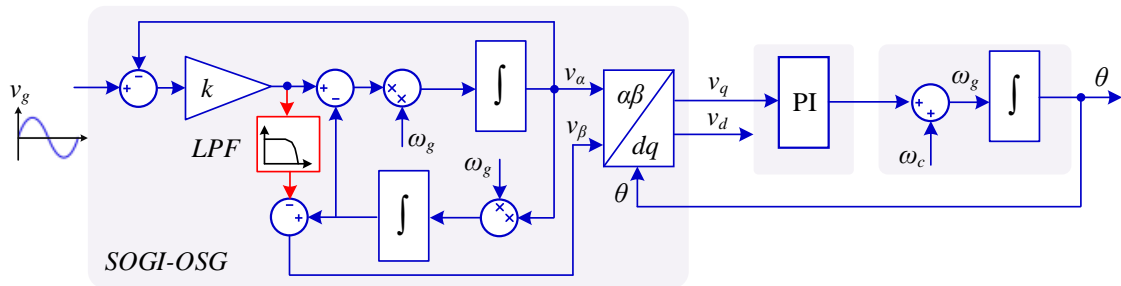 v_g
k
LPF
ω_g
∫
v_α
v_β
ω_g
∫
SOGI-OSG
αβ
dq
θ
v_q
v_d
PI
ω_g
ω_c
∫
θ